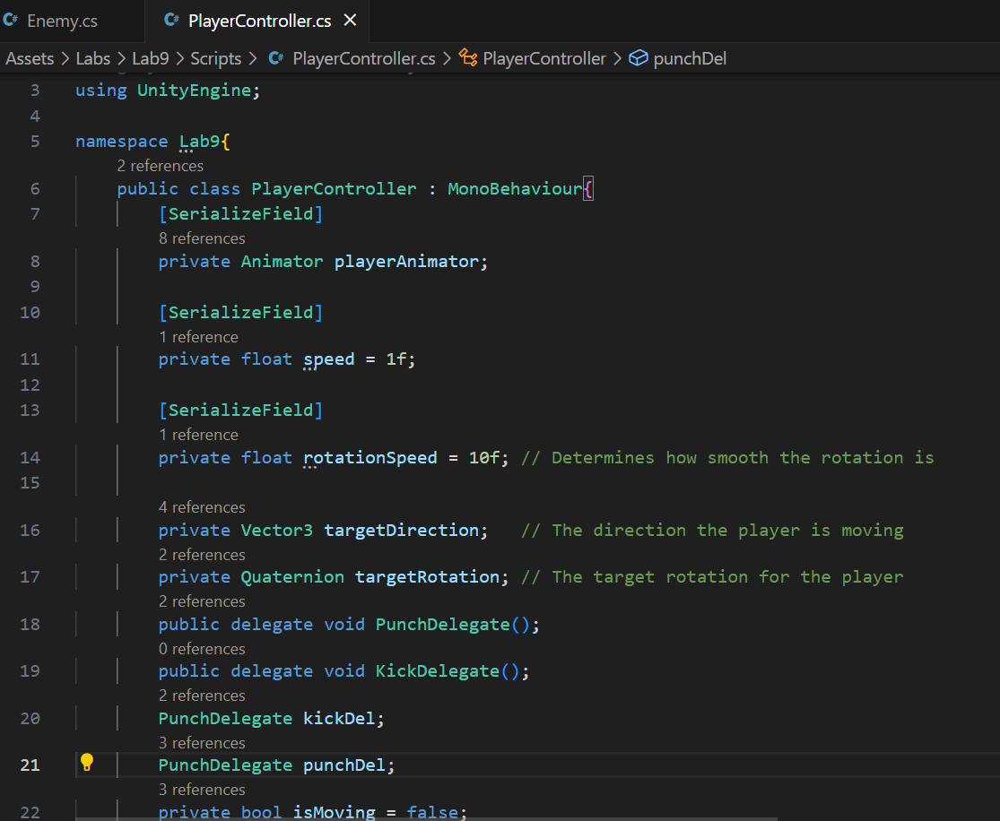 C# Enemy.cs C# PlayerController.cs ×
Assets > Labs > Lab9 > Scripts > C# PlayerController.cs > PlayerController > punchDel
3 using UnityEngine;
4
5 namespace Lab9{
2 references
6 public class PlayerController : MonoBehaviour{
7 [SerializeField]
8 references
8 private Animator playerAnimator;
9
10 [SerializeField]
1 reference
11 private float speed = 1f;
12
13 [SerializeField]
1 reference
14 private float rotationSpeed = 10f; // Determines how smooth the rotation is
15
4 references
16 private Vector3 targetDirection; // The direction the player is moving
2 references
17 private Quaternion targetRotation; // The target rotation for the player
2 references
18 public delegate void PunchDelegate();
0 references
19 public delegate void KickDelegate();
2 references
20 PunchDelegate kickDel;
3 references
21 PunchDelegate punchDel;
3 references
22 private bool isMoving = false;